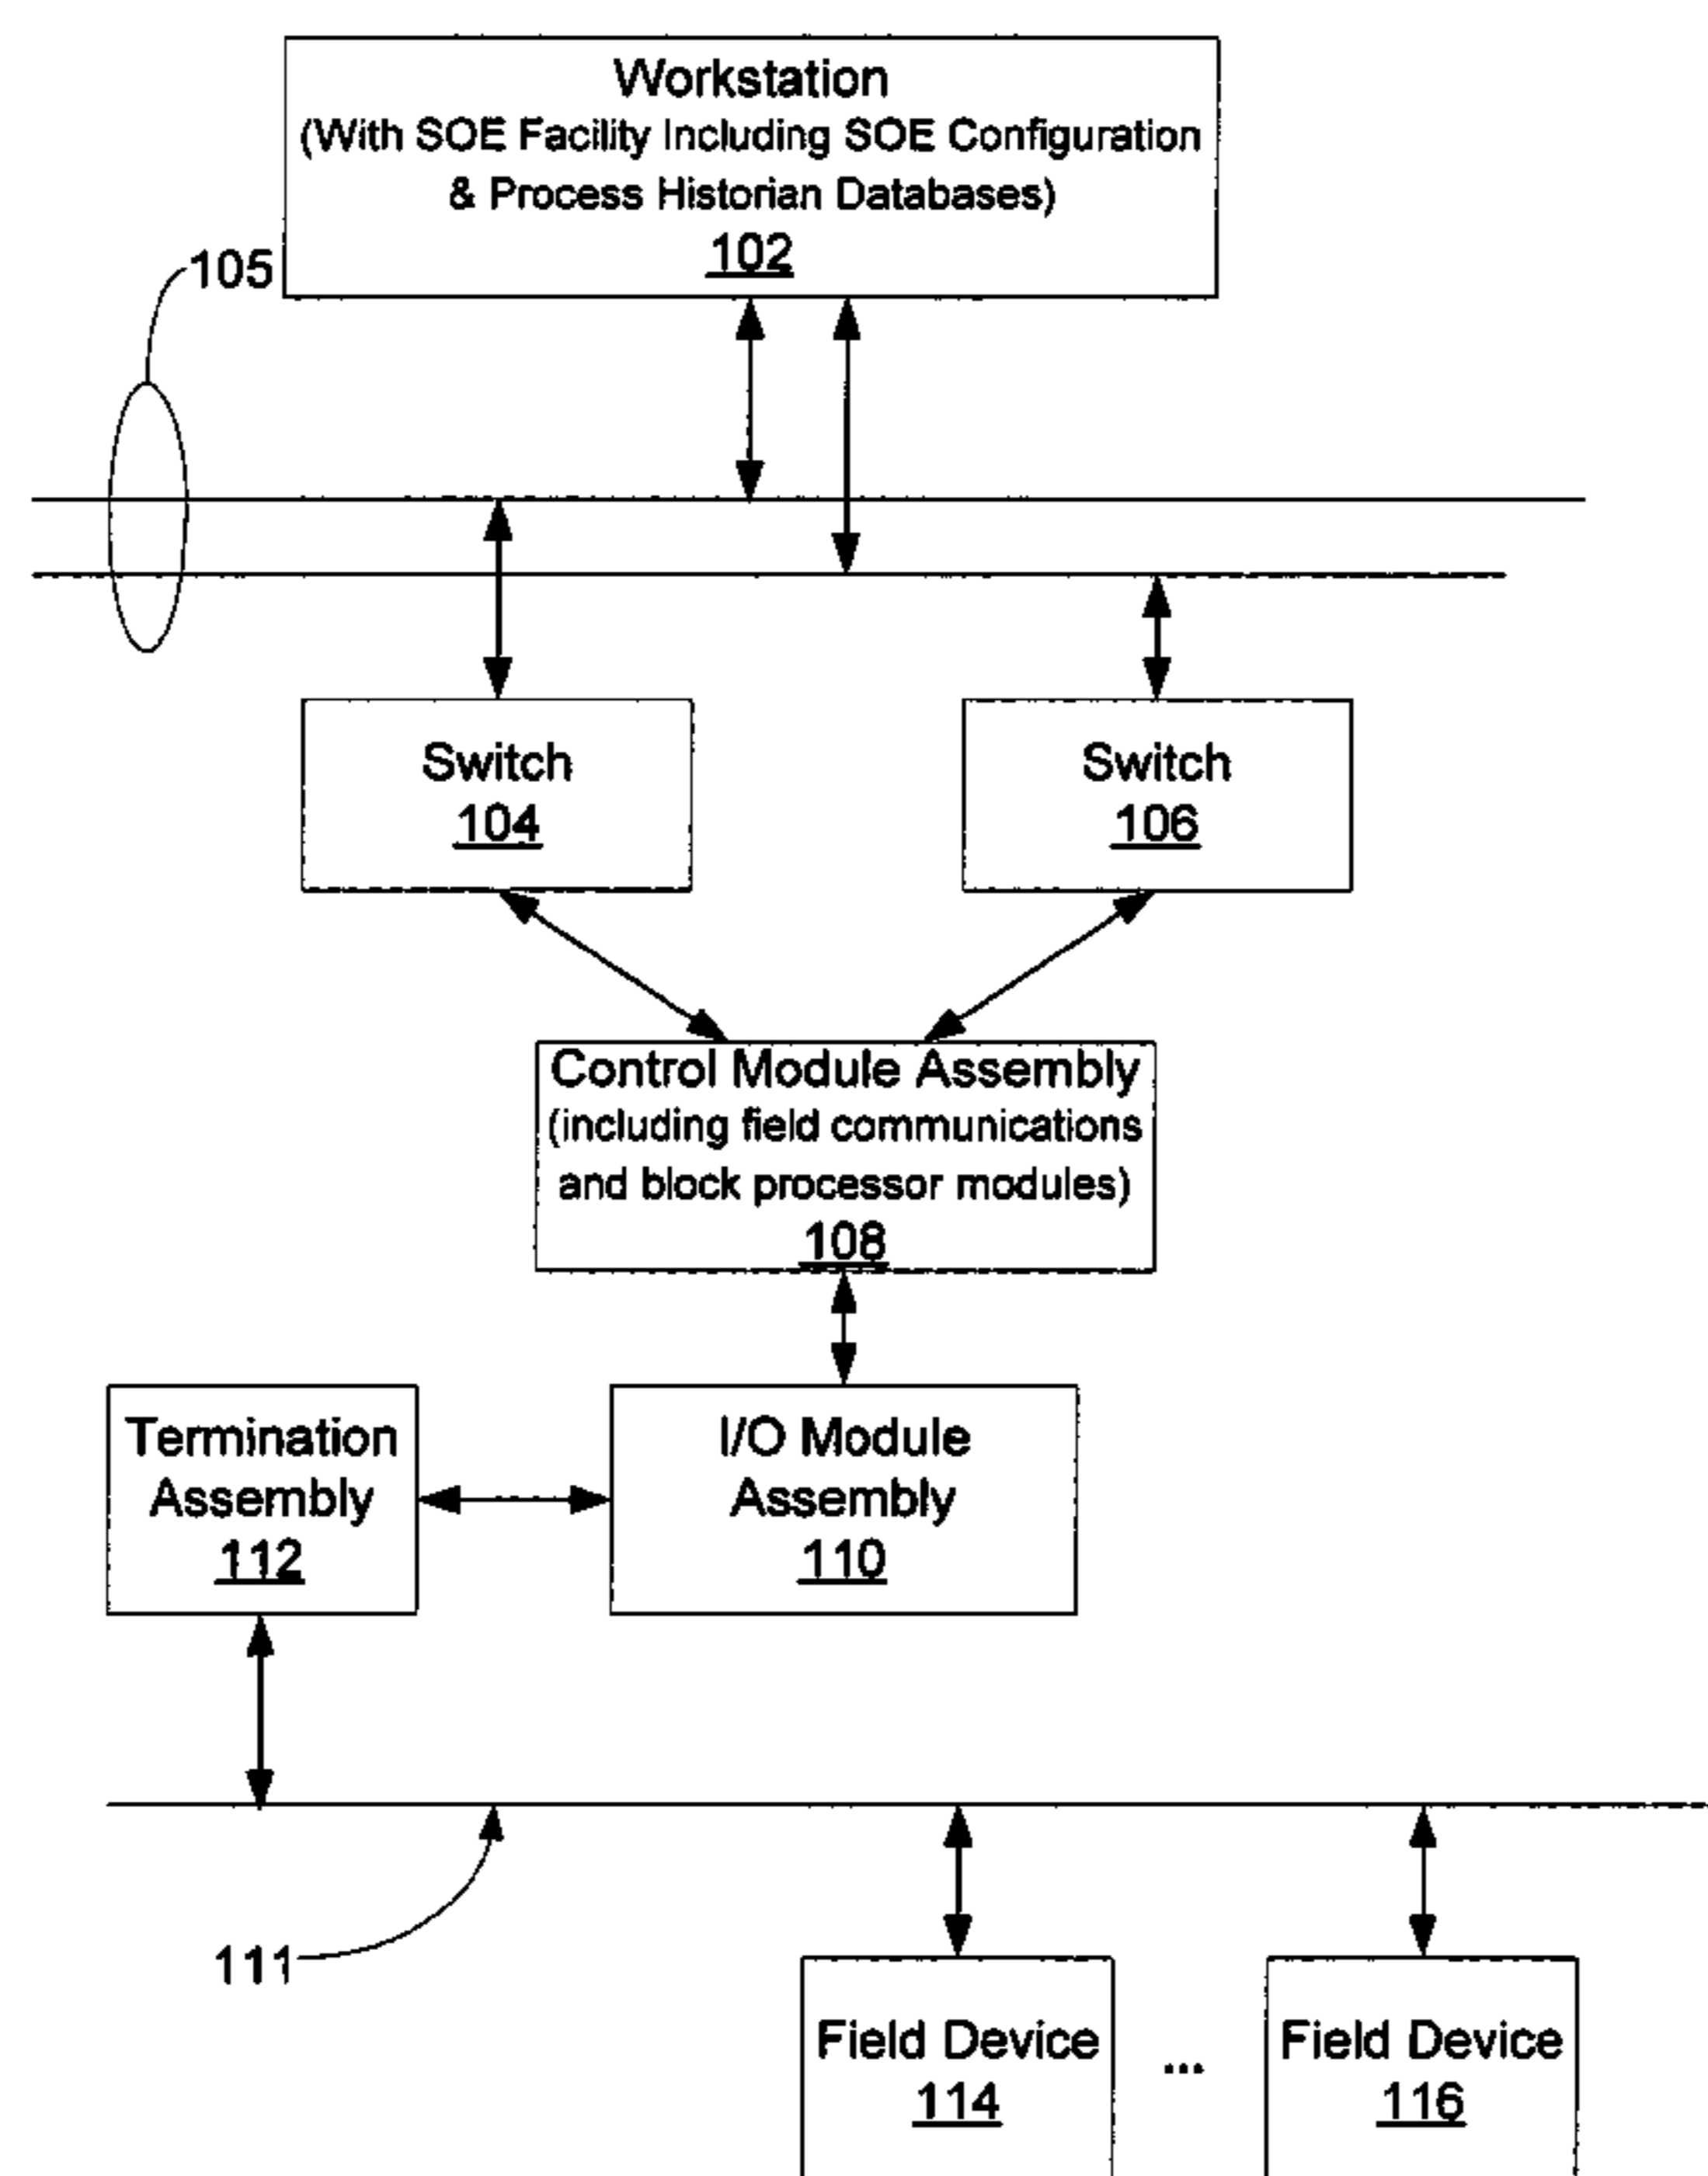 Workstation
(With SOE Facility Including SOE Configuration
& Process Historian Databases)
102
105
Switch
104
Switch
106
Control Module Assembly
(including field communications
and block processor modules)
108
Termination
Assembly
112
I/O Module
Assembly
110
111
Field Device
114
...
Field Device
116